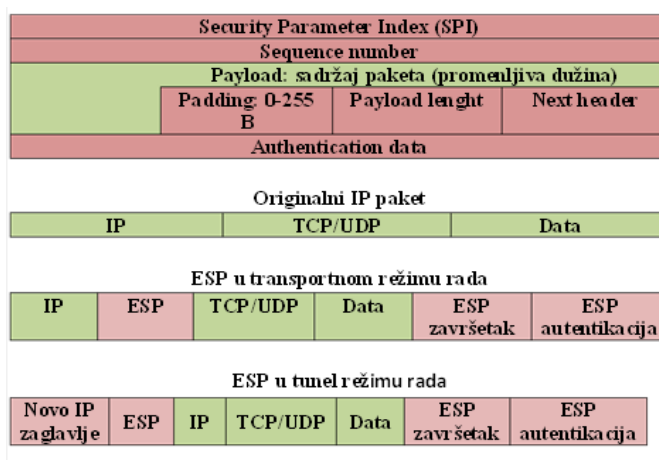 Security Parameter Index (SPI)
Sequence number
Payload: sadržaj paketa (promenljiva dužina)
Padding: 0-255 Payload lenght Next header
B
Authentication data
Originalni IP paket
IP TCP/UDP Data
ESP u transportnom režimu rada
IP ESP TCP/UDP Data ESP ESP
završetak autentikacija
ESP u tunel režimu rada
Novo IP ESP IP TCP/UDP Data ESP ESP
zaglavlje završetak autentikacija